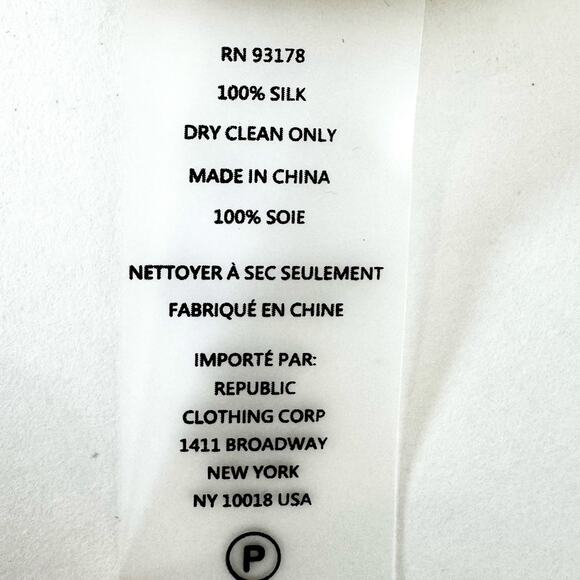 RN 93178
100% SILK
DRY CLEAN ONLY
MADE IN CHINA
100% SOIE
NETTOYER À SEC SEULEMENT
FABRIQUÉ EN CHINE
IMPORTÉ PAR:
REPUBLIC
CLOTHING CORP
1411 BROADWAY
NEW YORK
NY 10018 USA
P